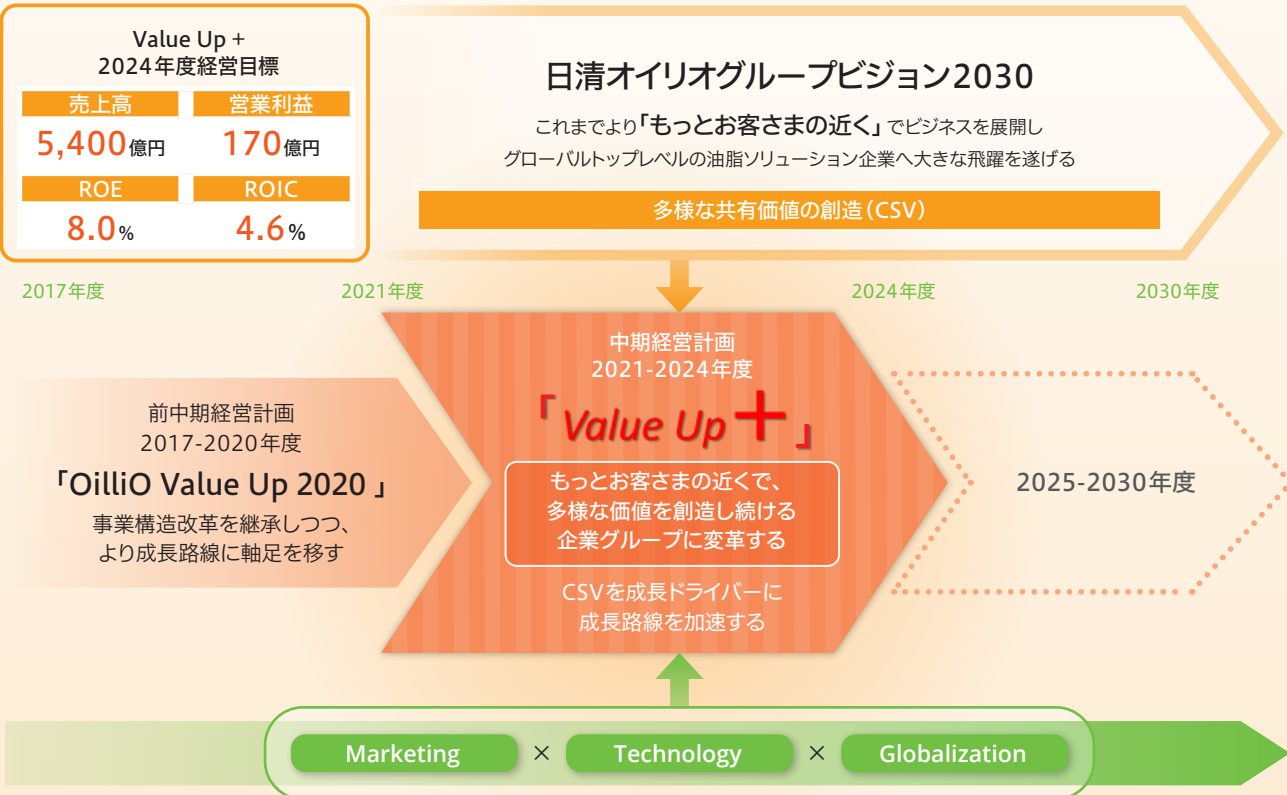 Value Up +
2024年度経営目標
売上高
営業利益
5,400億円
170億円
ROE
ROIC
8.0%
4.6%
日清オイリオグループビジョン2030
これまでより「もっとお客さまの近く」でビジネスを展開し
グローバルトップレベルの油脂ソリューション企業へ大きな飛躍を遂げる
多様な共有価値の創造（CSV）
2017年度
2021年度
2024年度
2030年度
前中期経営計画
2017-2020年度
「OilliO Value Up 2020 」
事業構造改革を継承しつつ、
より成長路線に軸足を移す
中期経営計画
2021-2024年度
「Value Up＋」
もっとお客さまの近くで、
多様な価値を創造し続ける
企業グループに変革する
CSVを成長ドライバーに
成長路線を加速する
2025-2030年度
Marketing × Technology × Globalization